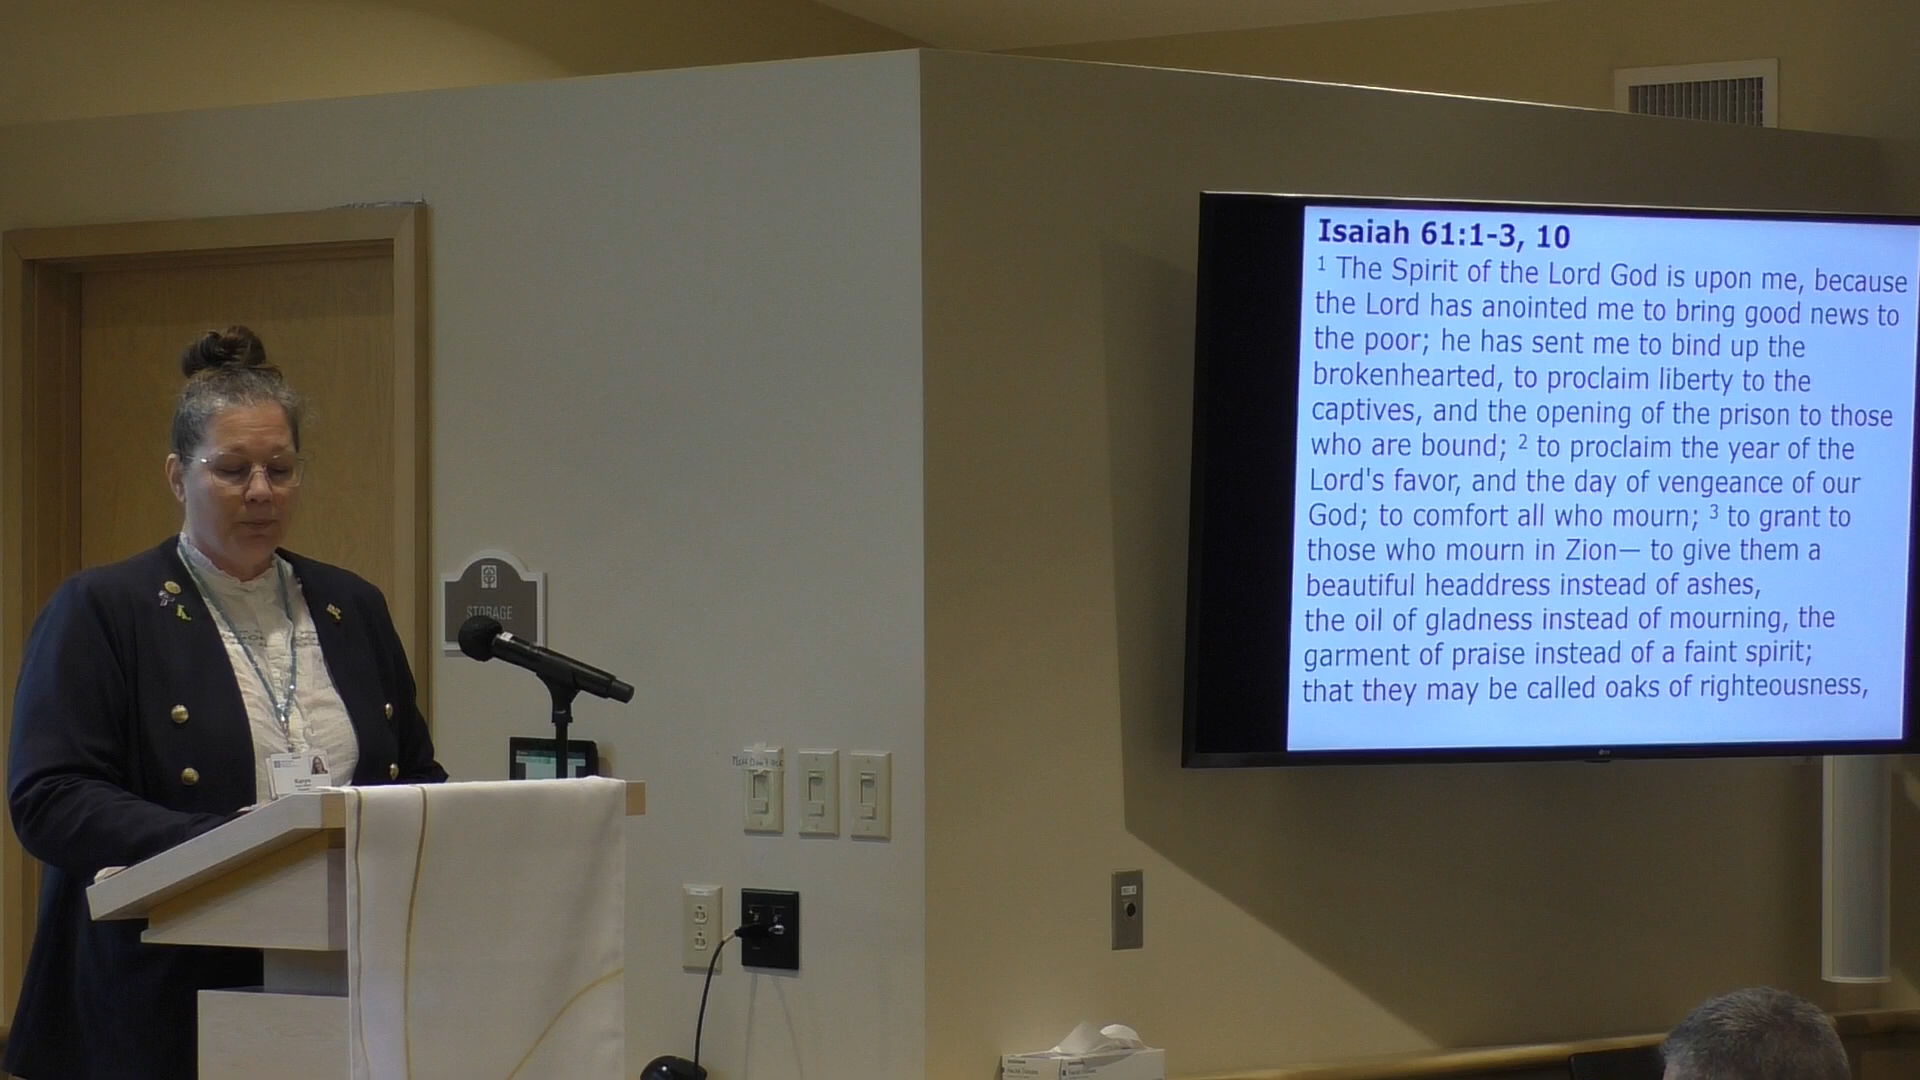 Isaiah 61:1-3, 10
1 The Spirit of the Lord God is upon me, because
the Lord has anointed me to bring good news to
the poor; he has sent me to bind up the
brokenhearted, to proclaim liberty to the
captives, and the opening of the prison to those
who are bound; 2 to proclaim the year of the
Lord's favor, and the day of vengeance of our
God; to comfort all who mourn; 3 to grant to
those who mourn in Zion— to give them a
beautiful headdress instead of ashes,
the oil of gladness instead of mourning, the
garment of praise instead of a faint spirit;
that they may be called oaks of righteousness,
STORAGE